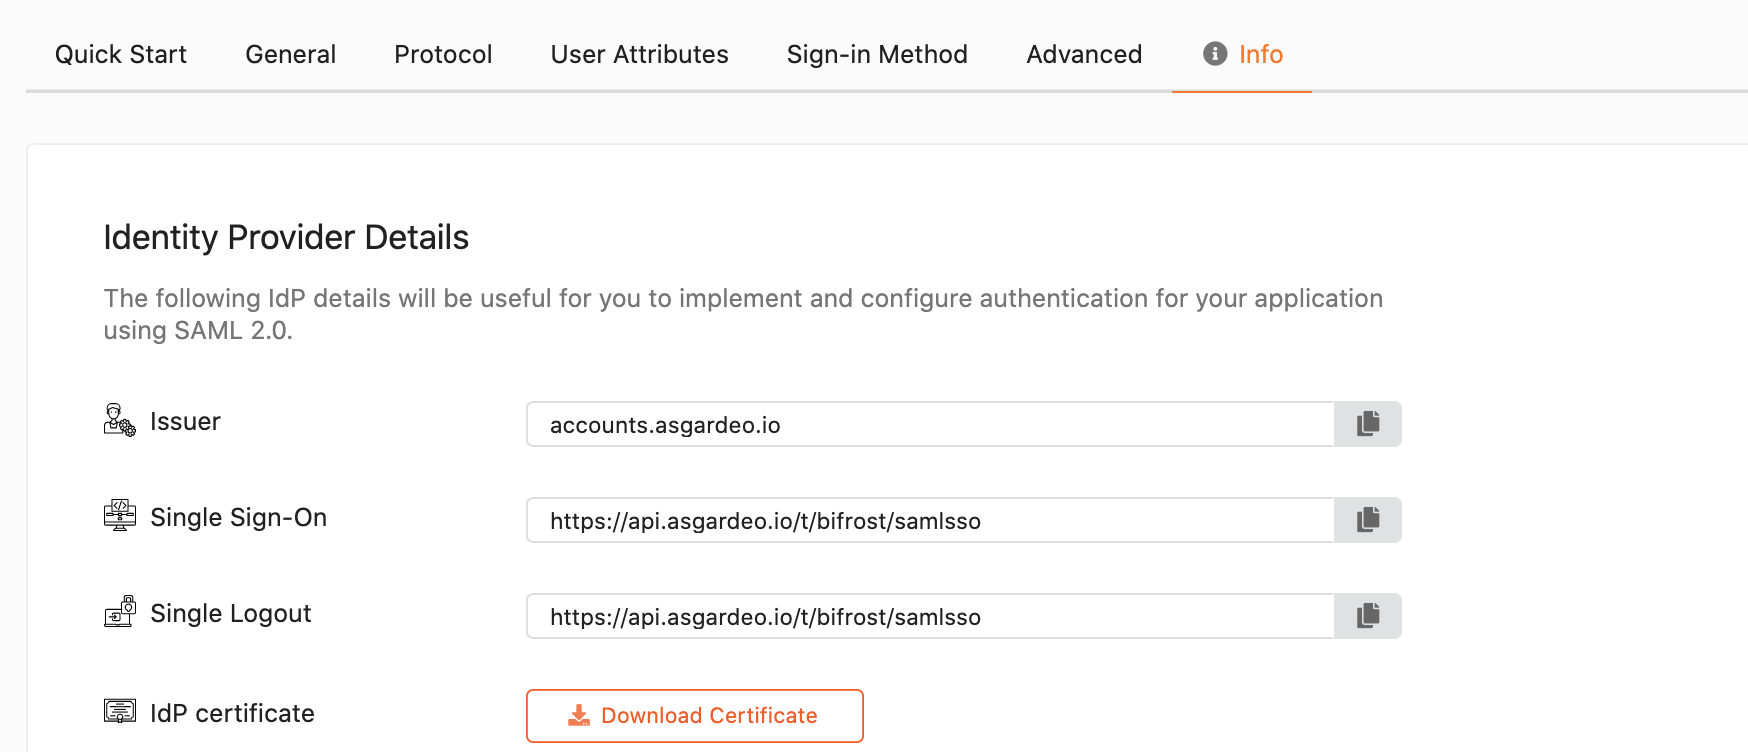 Quick Start General Protocol User Attributes Sign-in Method Advanced Info
Identity Provider Details
The following IdP details will be useful for you to implement and configure authentication for your application
using SAML 2.0.
Issuer accounts.asgardeo.io
Single Sign-On https://api.asgardeo.io/t/bifrost/samlsso
Single Logout https://api.asgardeo.io/t/bifrost/samlsso
IdP certificate Download Certificate